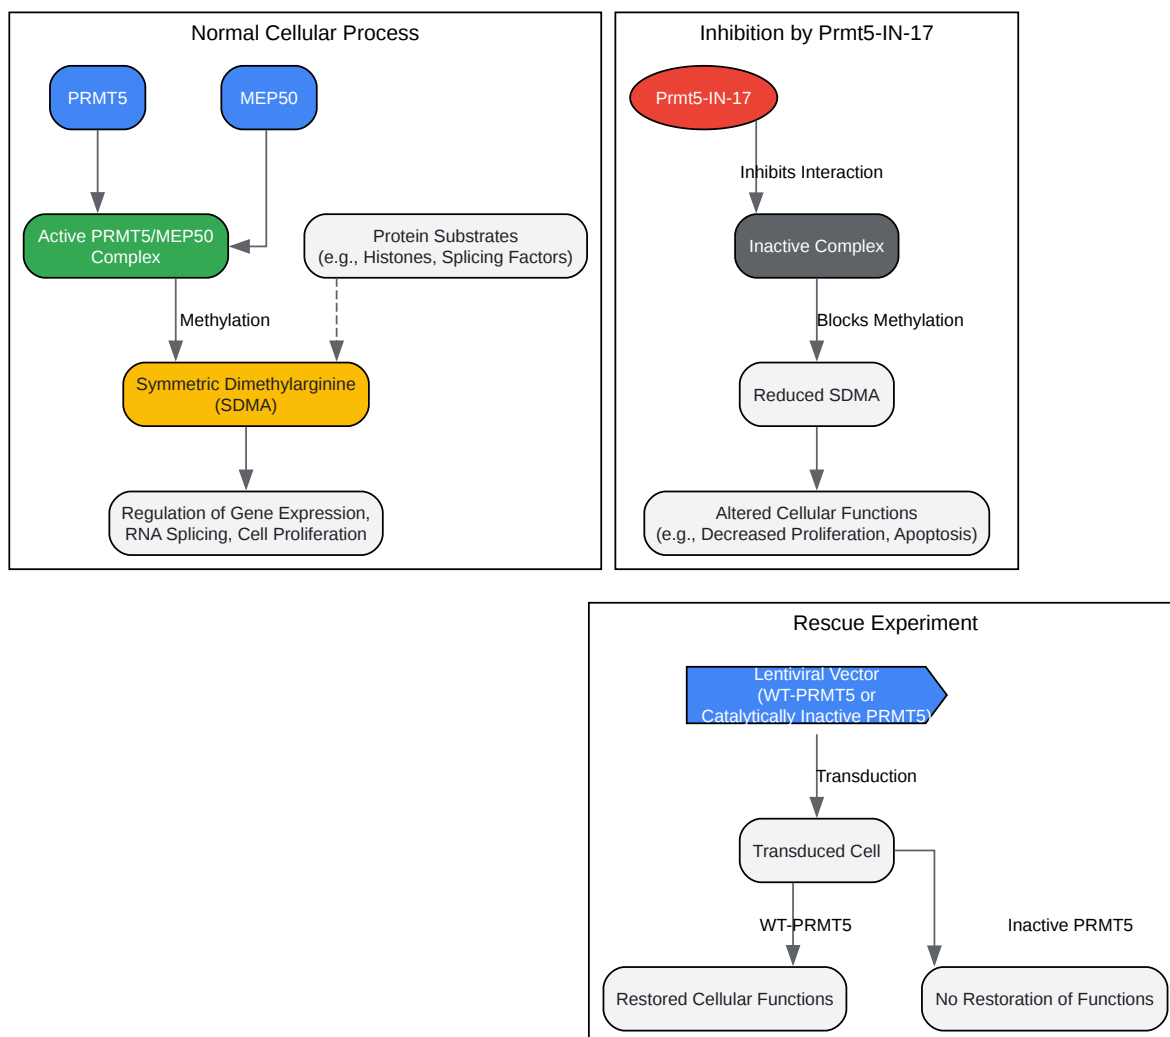 Normal Cellular Process
PRMT5
MEP50
Active PRMT5/MEP50
Complex
Protein Substrates
(e.g., Histones, Splicing Factors)
Methylation
Symmetric Dimethylarginine
(SDMA)
Regulation of Gene Expression,
RNA Splicing, Cell Proliferation
Inhibition by Prmt5-IN-17
Prmt5-IN-17
Inhibits Interaction
Inactive Complex
Blocks Methylation
Reduced SDMA
Altered Cellular Functions
(e.g., Decreased Proliferation, Apoptosis)
Rescue Experiment
Lentiviral Vector
(WT-PRMT5 or
Catalytically Inactive PRMT5)
Transduction
Transduced Cell
WT-PRMT5
Inactive PRMT5
Restored Cellular Functions
No Restoration of Functions